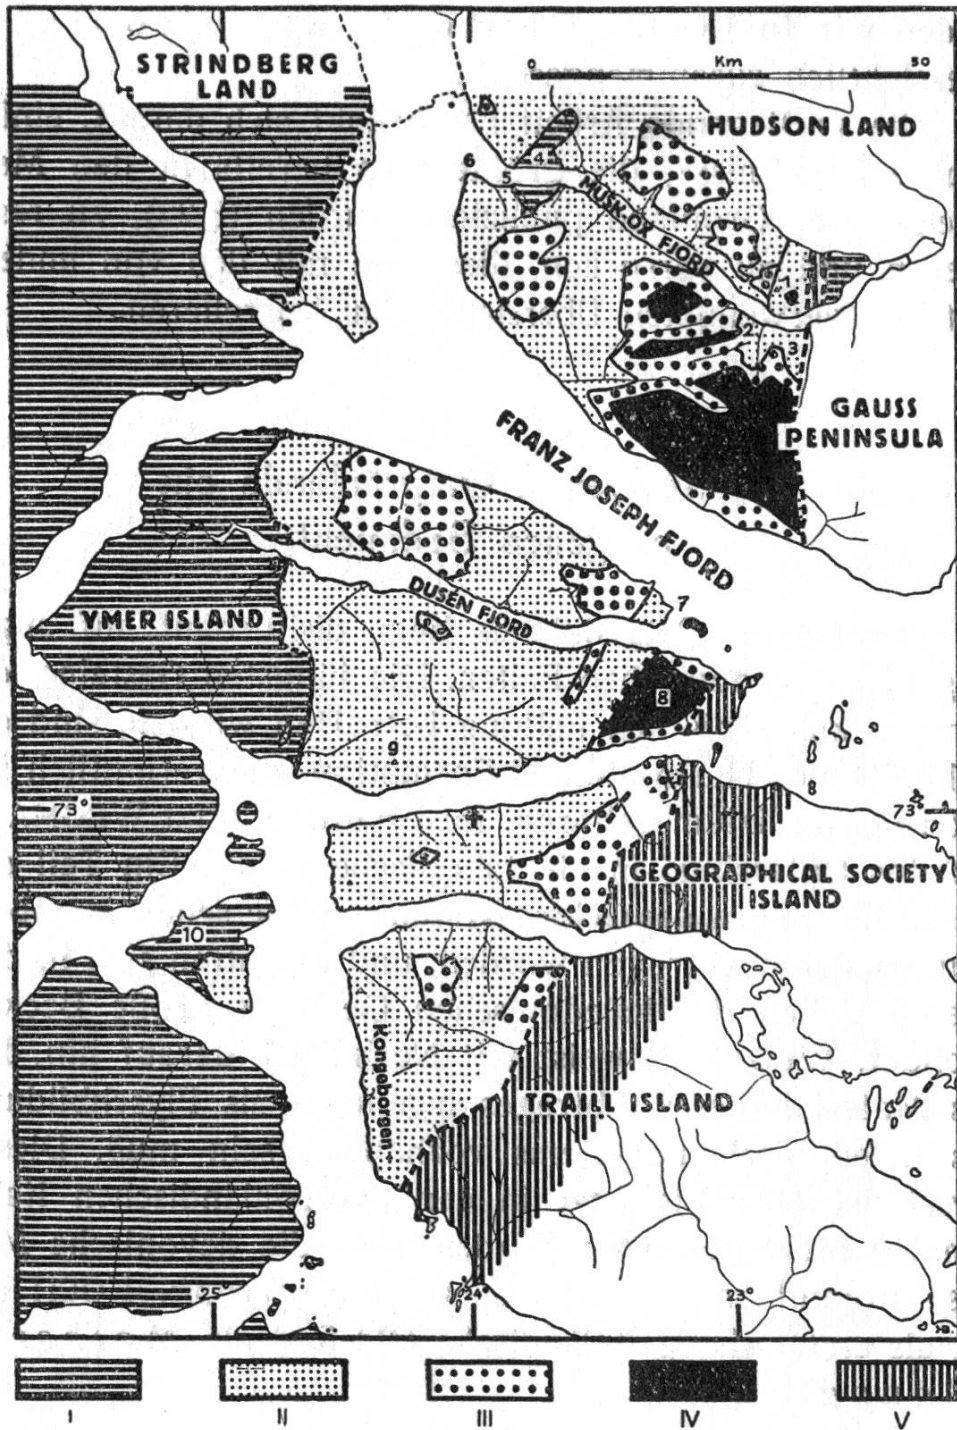 STRINDBERG
LAND
0 Km 50
HUDSON LAND
6
5
4
MUSK-OX FJORD
1
2
3
GAUSS
PENINSULA
FRANZ JOSEPH FJORD
YMER ISLAND
DUSÉN FJORD
7
8
9
73°
73°
GEOGRAPHICAL SOCIETY
ISLAND
10
Kongeborgen+
TRAILL ISLAND
25°
24°
23°
I II III IV V